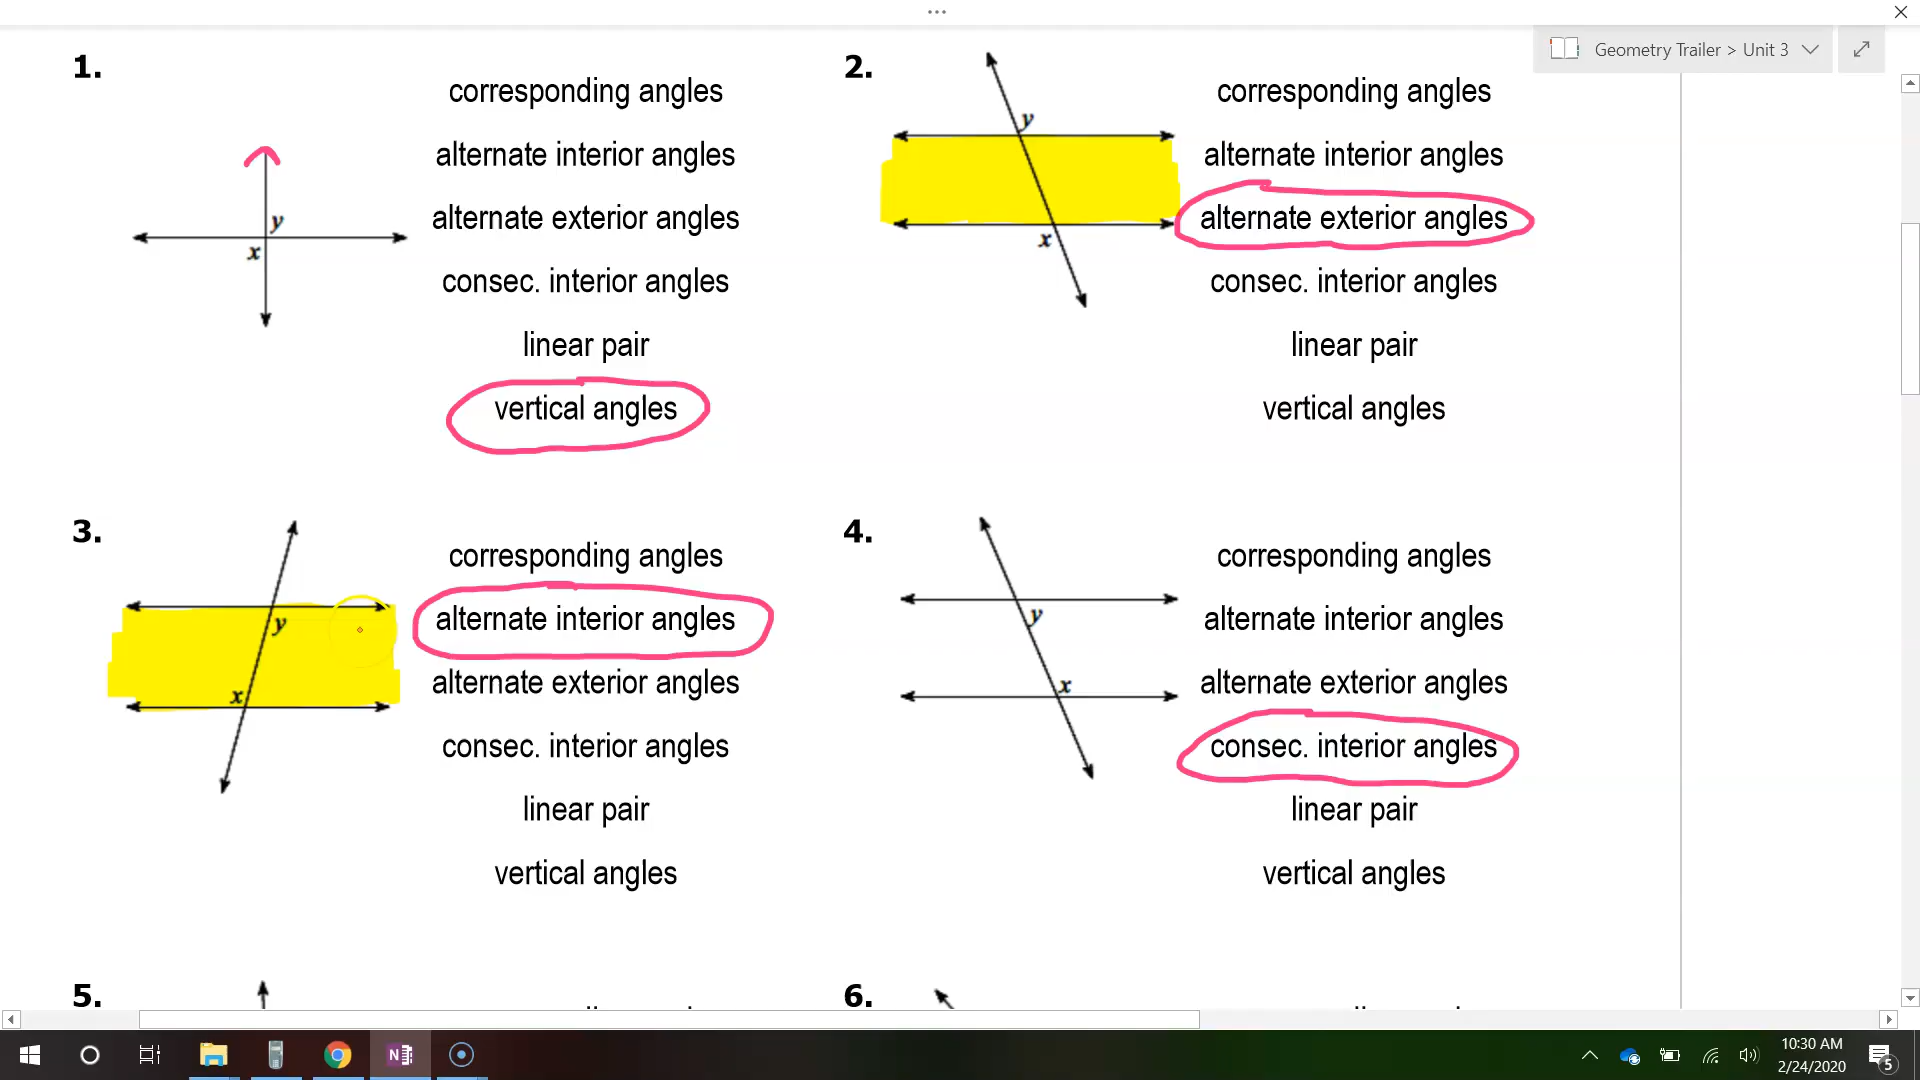 Geometry Trailer > Unit 3
1.
corresponding angles
alternate interior angles
alternate exterior angles
consec. interior angles
linear pair
vertical angles
y
x
2.
corresponding angles
alternate interior angles
alternate exterior angles
consec. interior angles
linear pair
vertical angles
y
x
3.
corresponding angles
alternate interior angles
alternate exterior angles
consec. interior angles
linear pair
vertical angles
y
x
4.
corresponding angles
alternate interior angles
alternate exterior angles
consec. interior angles
linear pair
vertical angles
y
x
5.
6.
N
10:30 AM
2/24/2020
5